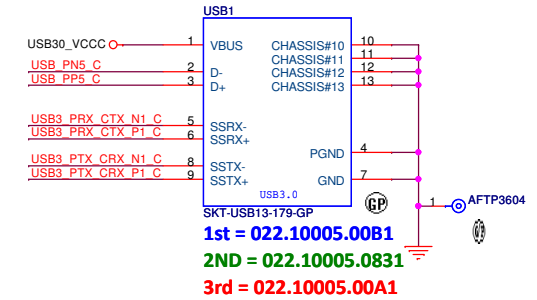 USB1
USB30_VCCC 1 VBUS CHASSIS#10 10
CHASSIS#11 11
USB_PN5_C 2 D- CHASSIS#12 12
USB_PP5_C 3 D+ CHASSIS#13 13
USB3_PRX_CTX_N1_C 5 SSRX-
USB3_PRX_CTX_P1_C 6 SSRX+
PGND 4
USB3_PTX_CRX_N1_C 8 SSTX-
USB3_PTX_CRX_P1_C 9 SSTX+ GND 7
USB3.0 GP
1 AFTP3604
SKT-USB13-179-GP
1st = 022.10005.00B1
2ND = 022.10005.0831
3rd = 022.10005.00A1